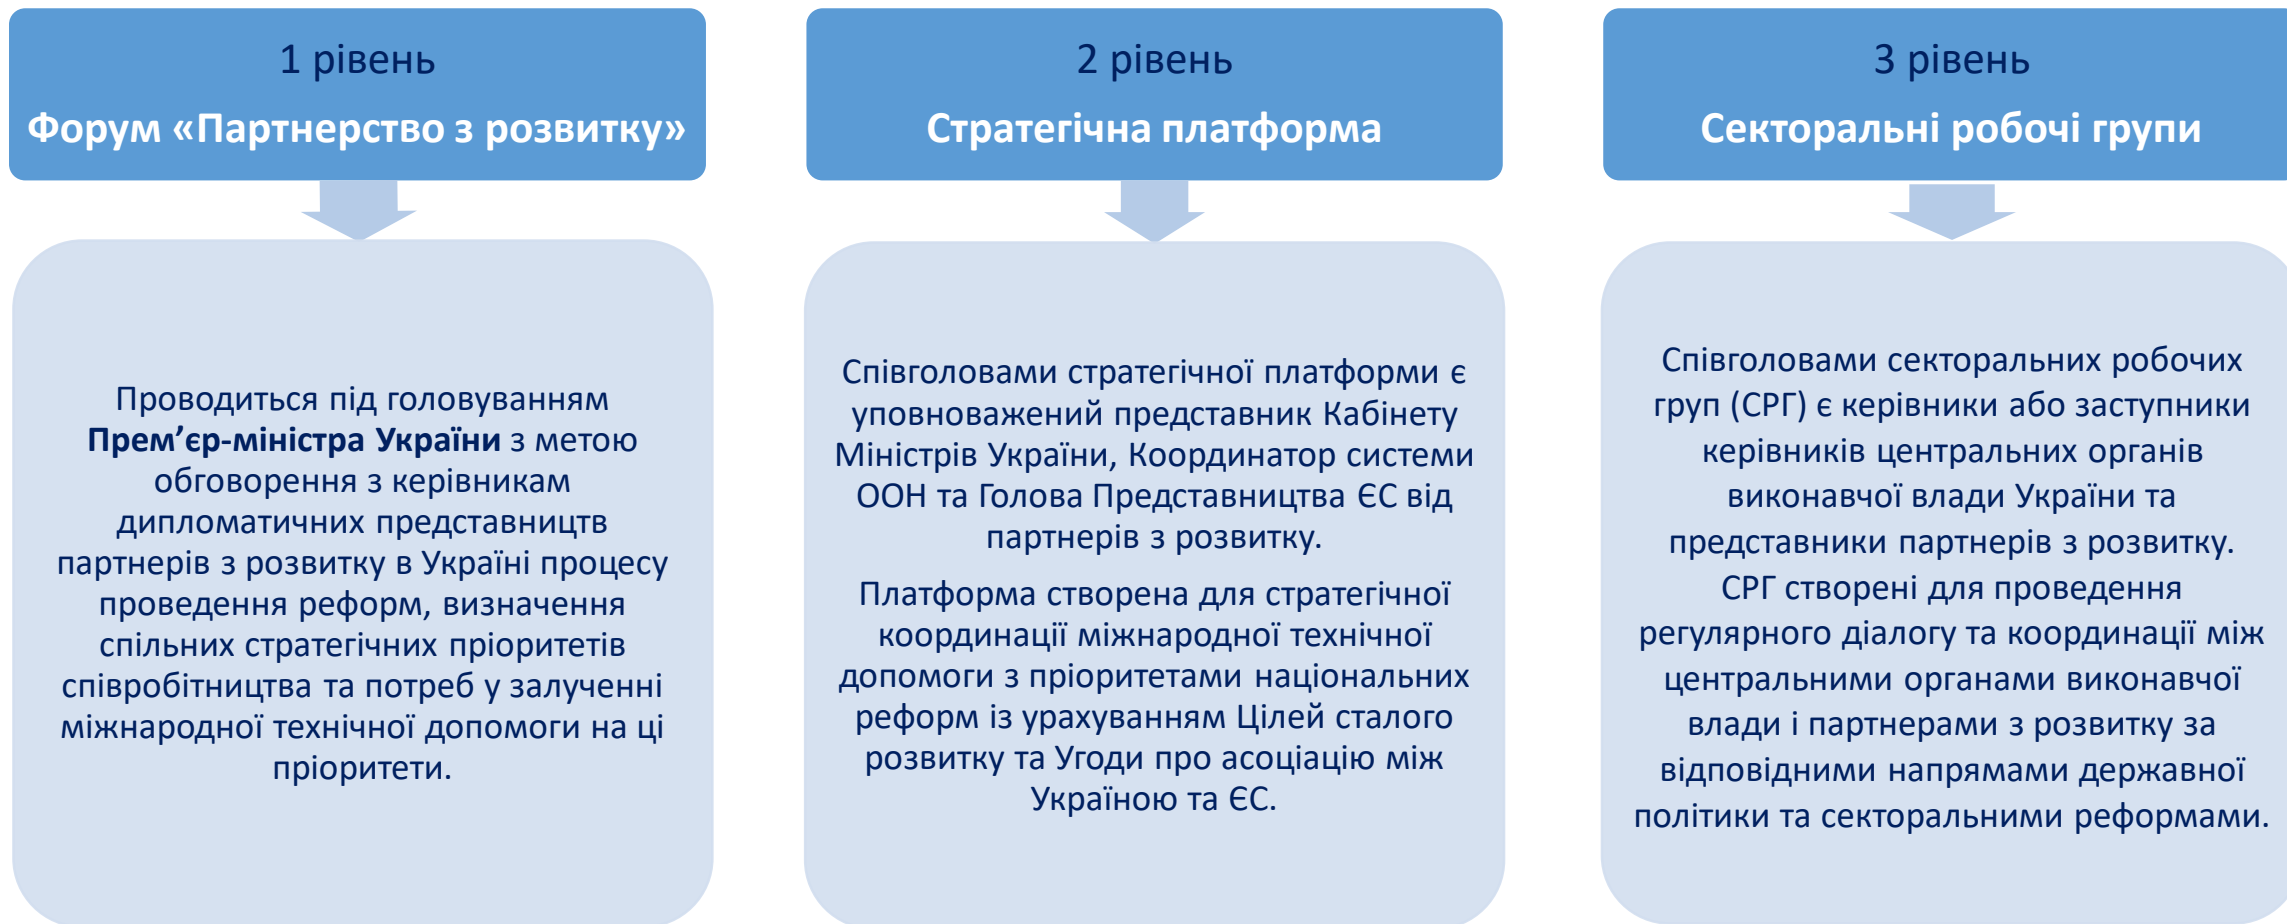 1 рівень
Форум «Партнерство з розвитку»
Проводиться під головуванням
Прем’єр-міністра України з метою
обговорення з керівникам
дипломатичних представництв
партнерів з розвитку в Україні процесу
проведення реформ, визначення
спільних стратегічних пріоритетів
співробітництва та потреб у залученні
міжнародної технічної допомоги на ці
пріоритети.
2 рівень
Стратегічна платформа
Співголовами стратегічної платформи є
уповноважений представник Кабінету
Міністрів України, Координатор системи
ООН та Голова Представництва ЄС від
партнерів з розвитку.
Платформа створена для стратегічної
координації міжнародної технічної
допомоги з пріоритетами національних
реформ із урахуванням Цілей сталого
розвитку та Угоди про асоціацію між
Україною та ЄС.
3 рівень
Секторальні робочі групи
Співголовами секторальних робочих
груп (СРГ) є керівники або заступники
керівників центральних органів
виконавчої влади України та
представники партнерів з розвитку.
СРГ створені для проведення
регулярного діалогу та координації між
центральними органами виконавчої
влади і партнерами з розвитку за
відповідними напрямами державної
політики та секторальними реформами.